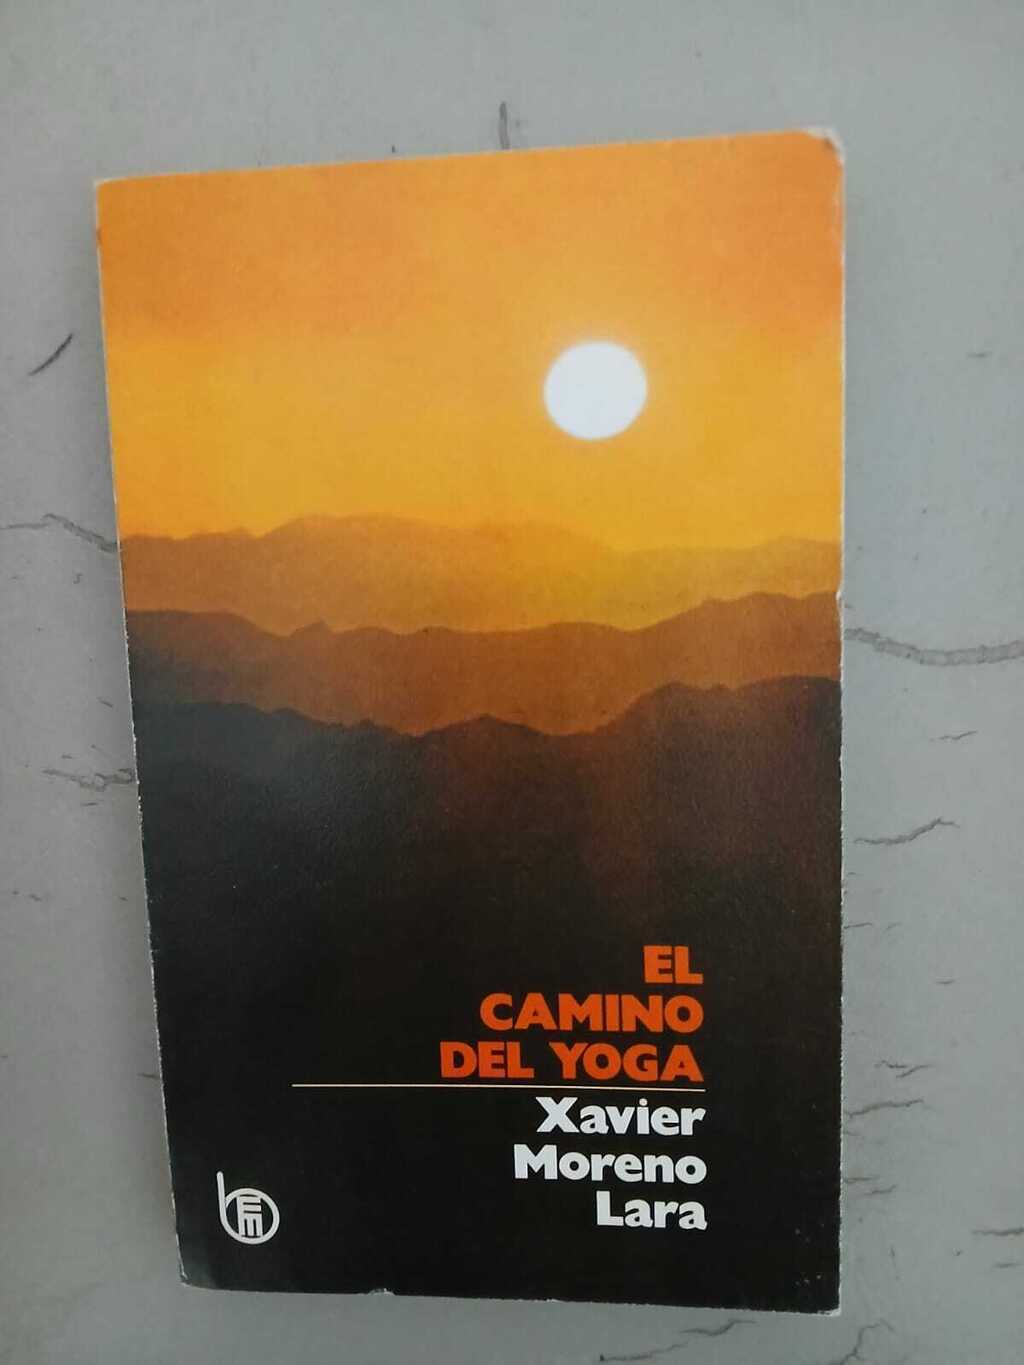 EL
CAMINO
DEL YOGA
Xavier
Moreno
Lara